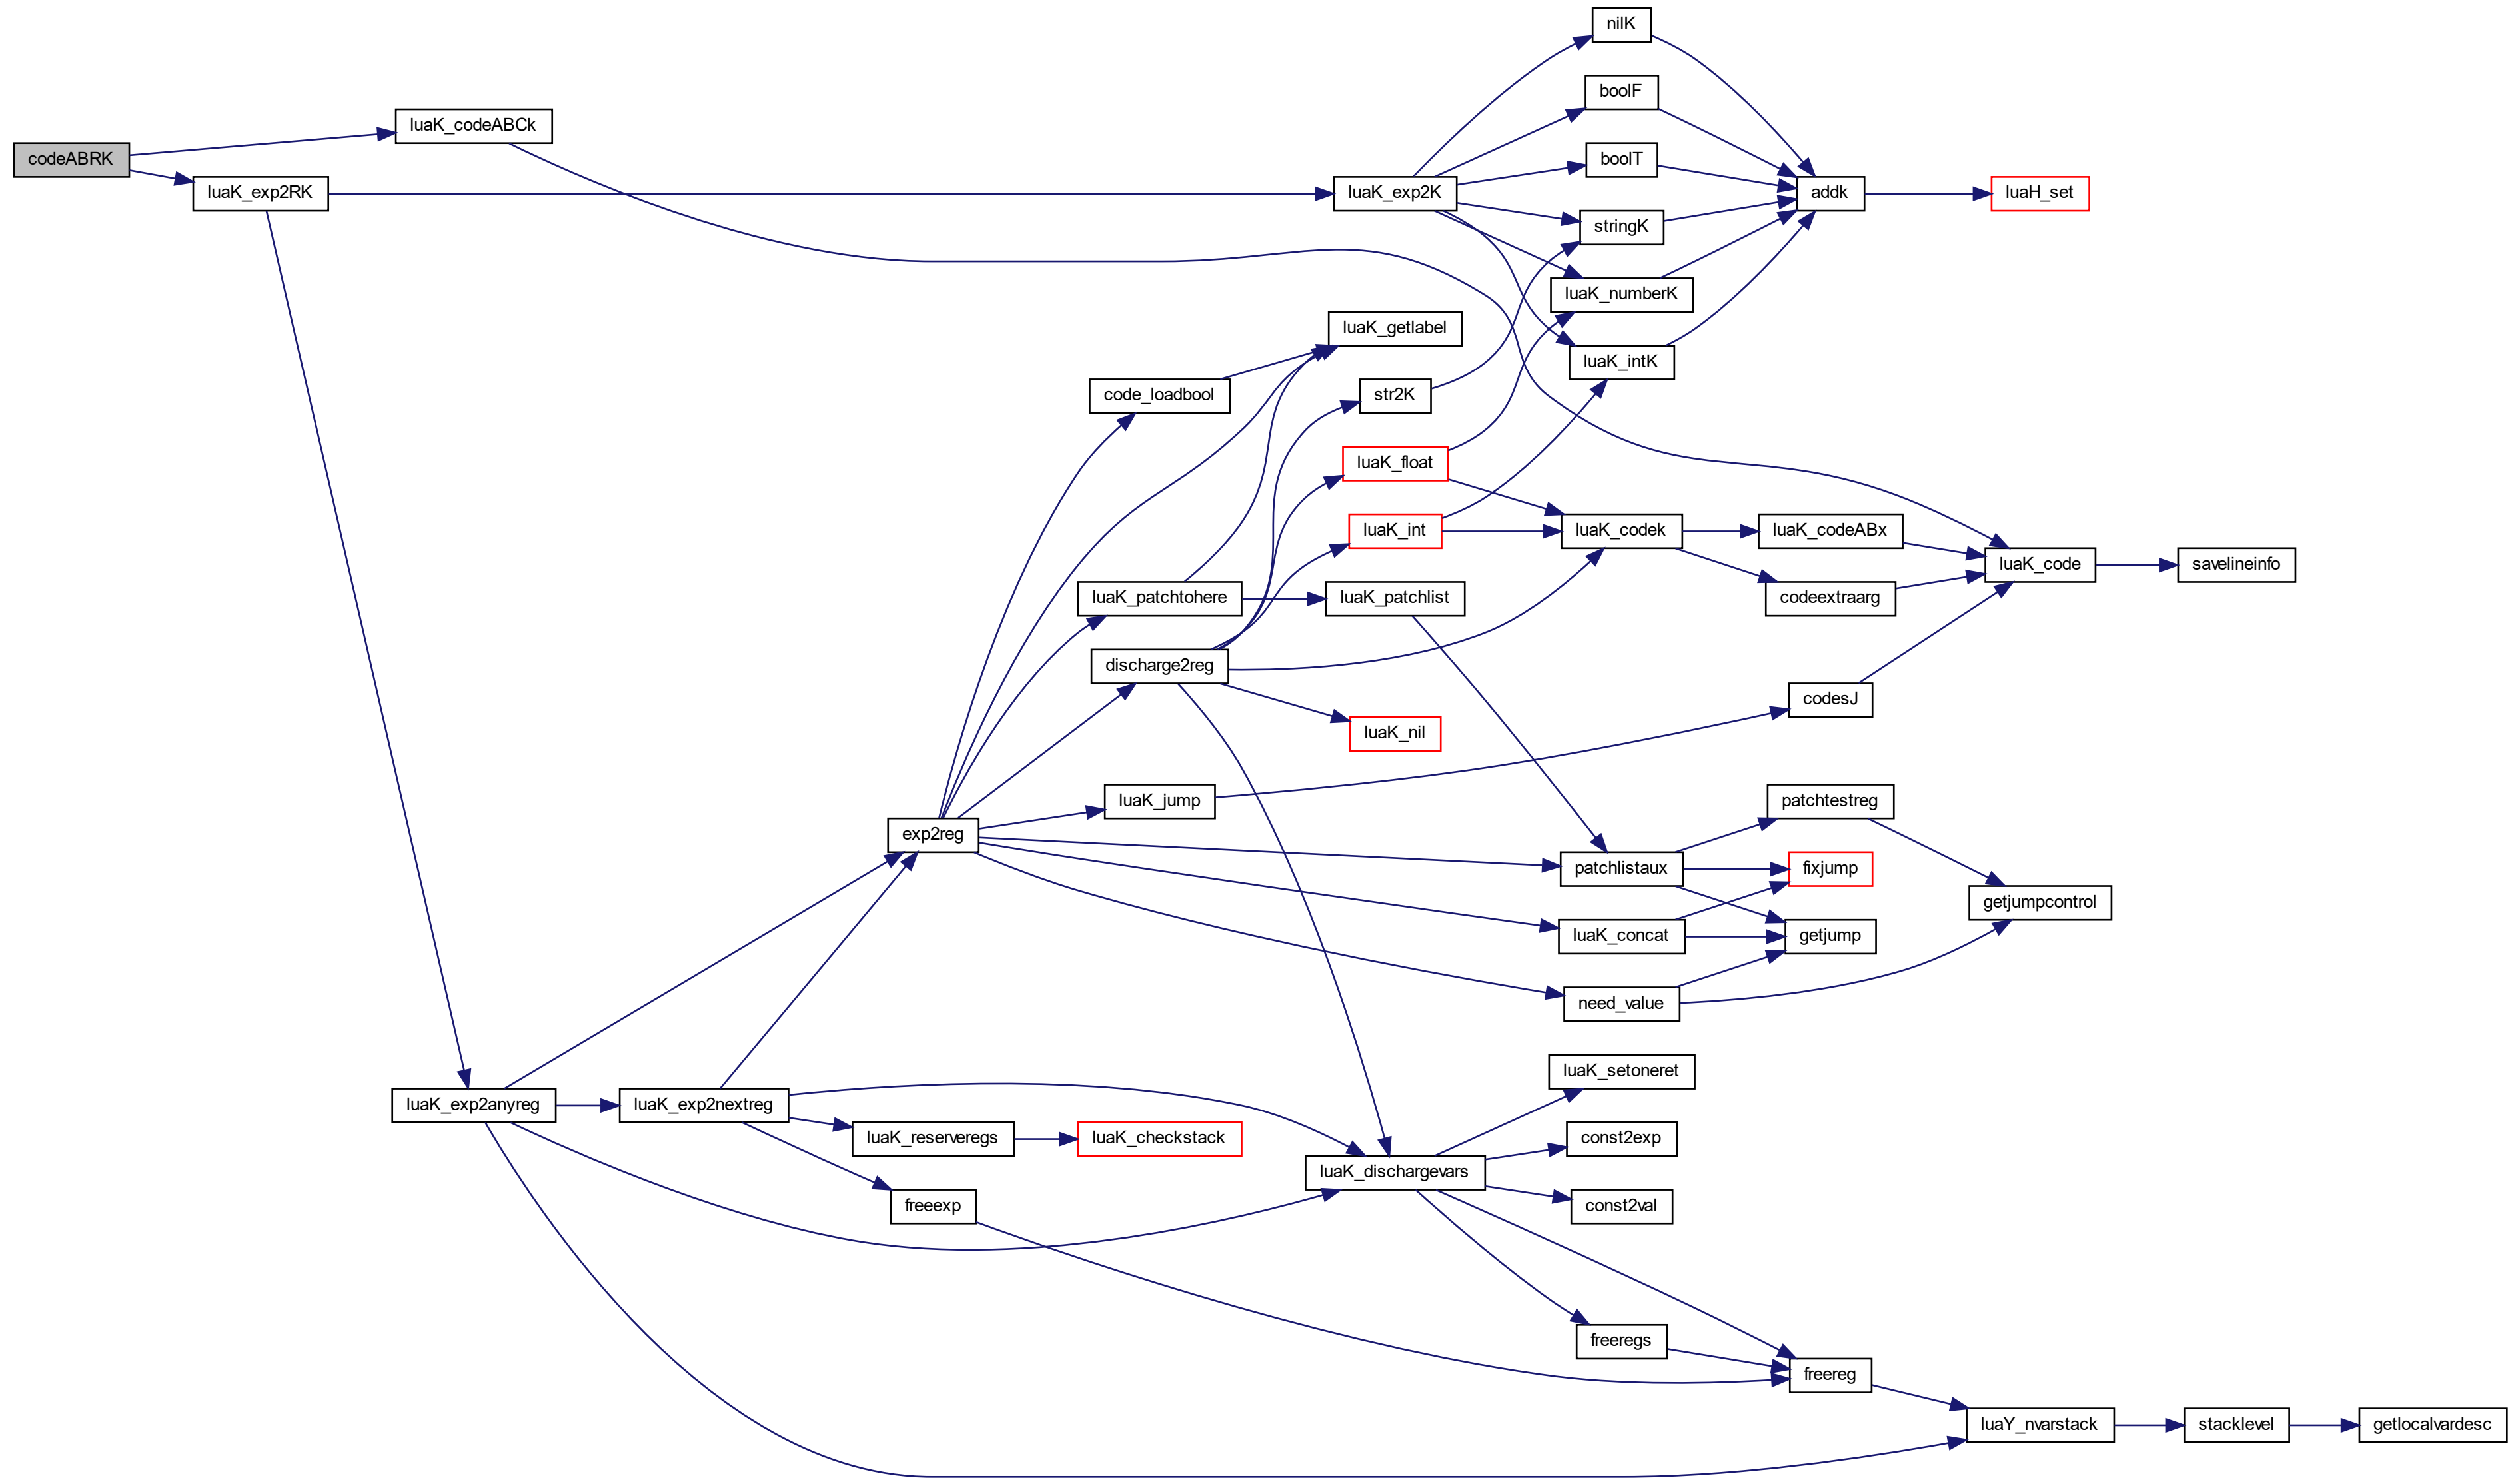 nilK
boolF
luaK_codeABCk
codeABRK
boolT
luaK_exp2RK
luaK_exp2K
addk
luaH_set
stringK
luaK_numberK
luaK_getlabel
luaK_intK
code_loadbool
str2K
luaK_float
luaK_int
luaK_codek
luaK_codeABx
luaK_code
savelineinfo
luaK_patchtohere
luaK_patchlist
codeextraarg
discharge2reg
codesJ
luaK_nil
luaK_jump
patchtestreg
exp2reg
patchlistaux
fixjump
getjumpcontrol
luaK_concat
getjump
need_value
luaK_setoneret
luaK_exp2anyreg
luaK_exp2nextreg
luaK_reserveregs
luaK_checkstack
const2exp
luaK_dischargevars
freeexp
const2val
freeregs
freereg
luaY_nvarstack
stacklevel
getlocalvardesc